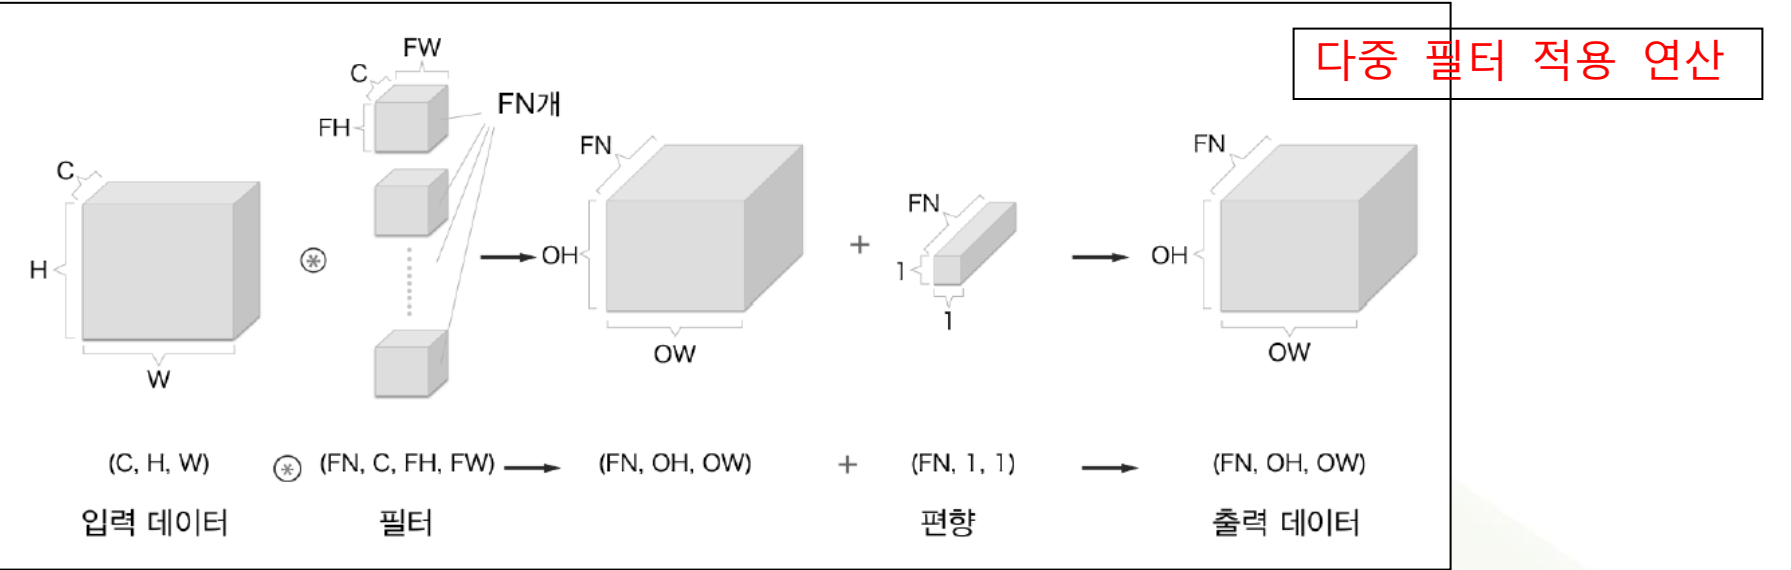 다중 필터 적용 연산
FW
C
FN개
FH
C
H
W
FN
OH
OW
+
FN
1
1
FN
OH
OW
(C, H, W) ⊛ (FN, C, FH, FW) → (FN, OH, OW) + (FN, 1, 1) → (FN, OH, OW)
입력 데이터 필터 편향 출력 데이터